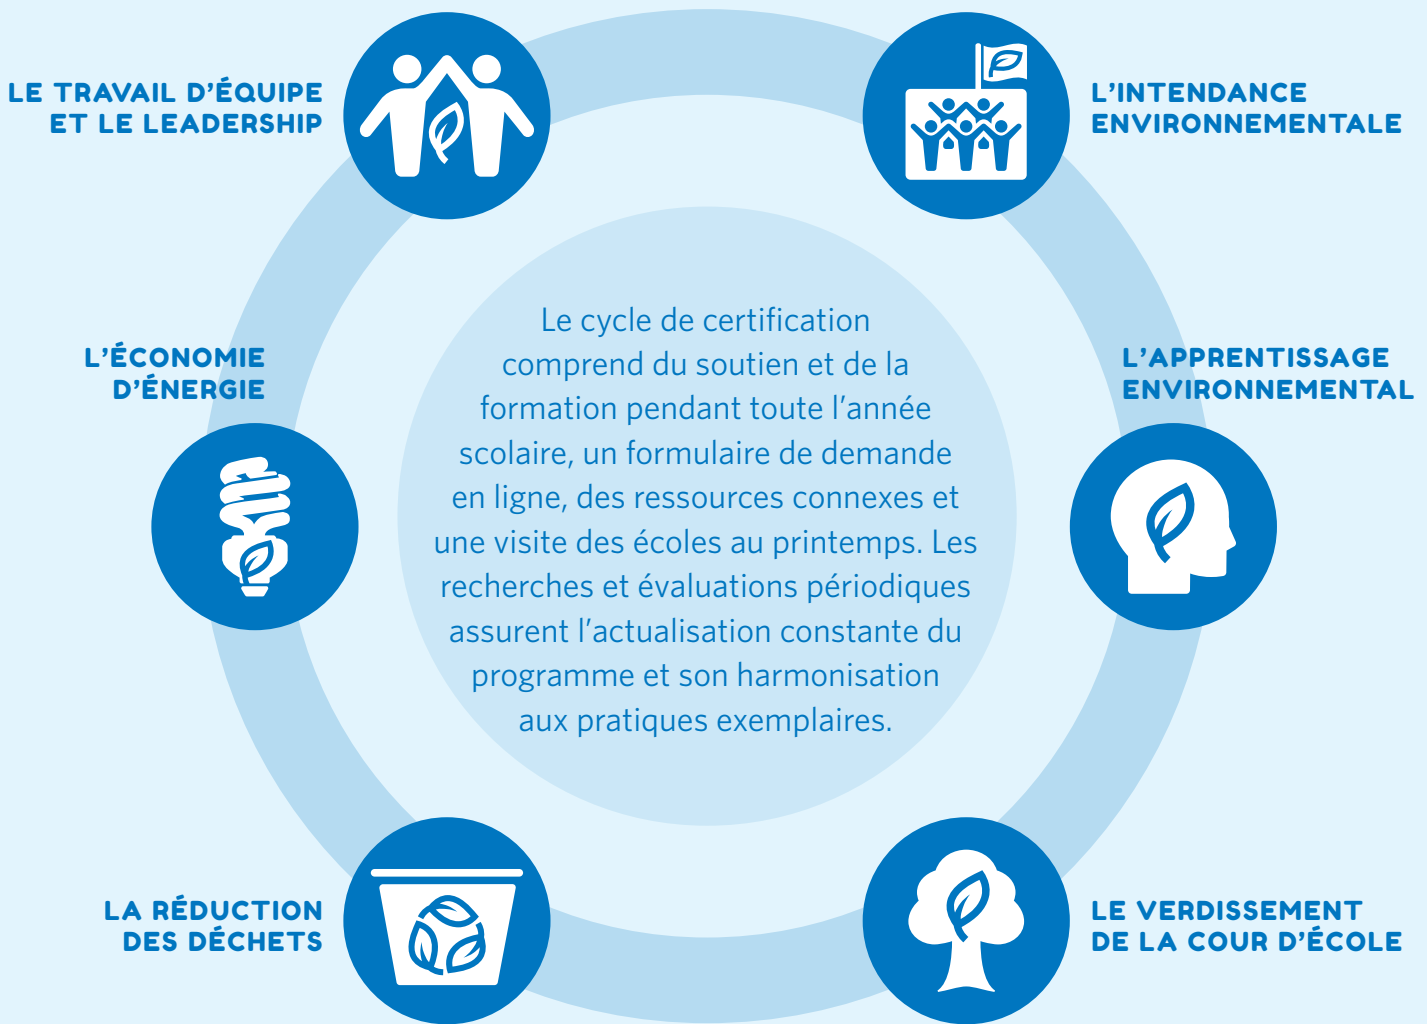 LE TRAVAIL D’ÉQUIPE
ET LE LEADERSHIP
L’INTENDANCE
ENVIRONNEMENTALE
L’ÉCONOMIE
D’ÉNERGIE
L’APPRENTISSAGE
ENVIRONNEMENTAL
Le cycle de certification
comprend du soutien et de la
formation pendant toute l’année
scolaire, un formulaire de demande
en ligne, des ressources connexes et
une visite des écoles au printemps. Les
recherches et évaluations périodiques
assurent l’actualisation constante du
programme et son harmonisation
aux pratiques exemplaires.
LA RÉDUCTION
DES DÉCHETS
LE VERDISSEMENT
DE LA COUR D’ÉCOLE